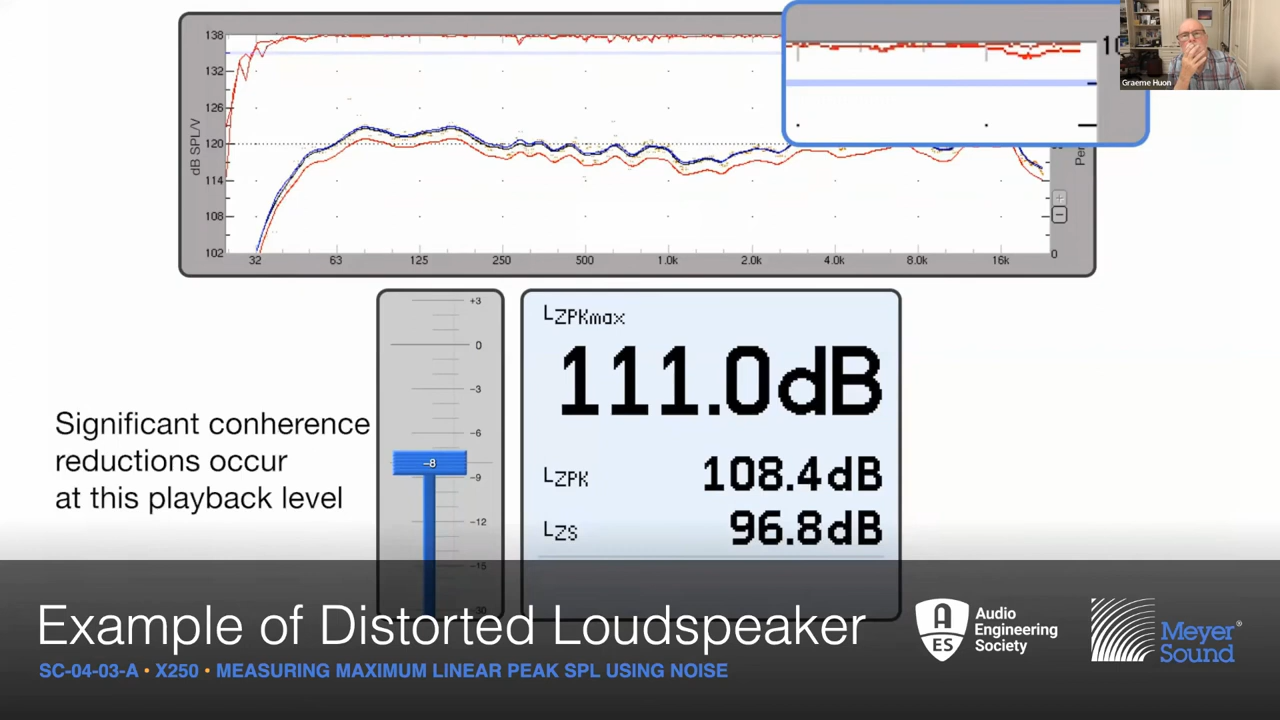 138
132
126
120
114
108
102
dB SPL/V
32
63
125
250
500
1.0k
2.0k
4.0k
8.0k
16k
0
+
−
Graeme Huon
+3
0
-3
-6
-8
-9
-12
-15
-30
LZPKmax
111.0dB
LZPK 108.4dB
LZS 96.8dB
Significant conherence
reductions occur
at this playback level
Example of Distorted Loudspeaker
SC-04-03-A • X250 • MEASURING MAXIMUM LINEAR PEAK SPL USING NOISE
AES
Audio
Engineering
Society
Meyer
Sound®